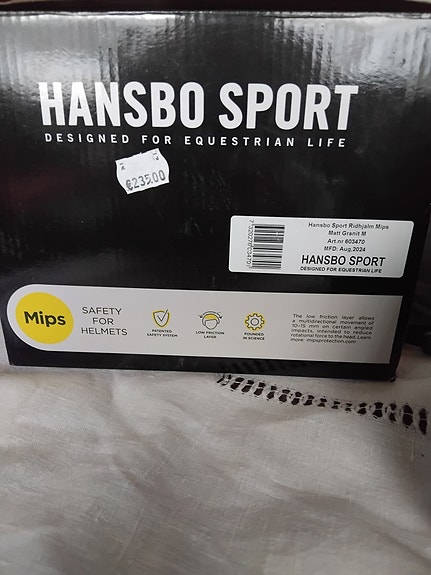 HANSBO SPORT
DESIGNED FOR EQUESTRIAN LIFE
€235.00
Hansbo Sport Ridhjalm Mips
Matt Granit M
Art.nr 603470
MFD: Aug,2024
HANSBO SPORT
DESIGNED FOR EQUESTRIAN LIFE
Mips
SAFETY
FOR
HELMETS
PATENTED
SAFETY SYSTEM
LOW FRICTION
LAYER
FOUNDED
IN SCIENCE
The low friction layer allows
a multidirectional movement of
10-15 mm on certain angled
impacts, intended to reduce
rotational force to the head. Learn
more: mipsprotection.com